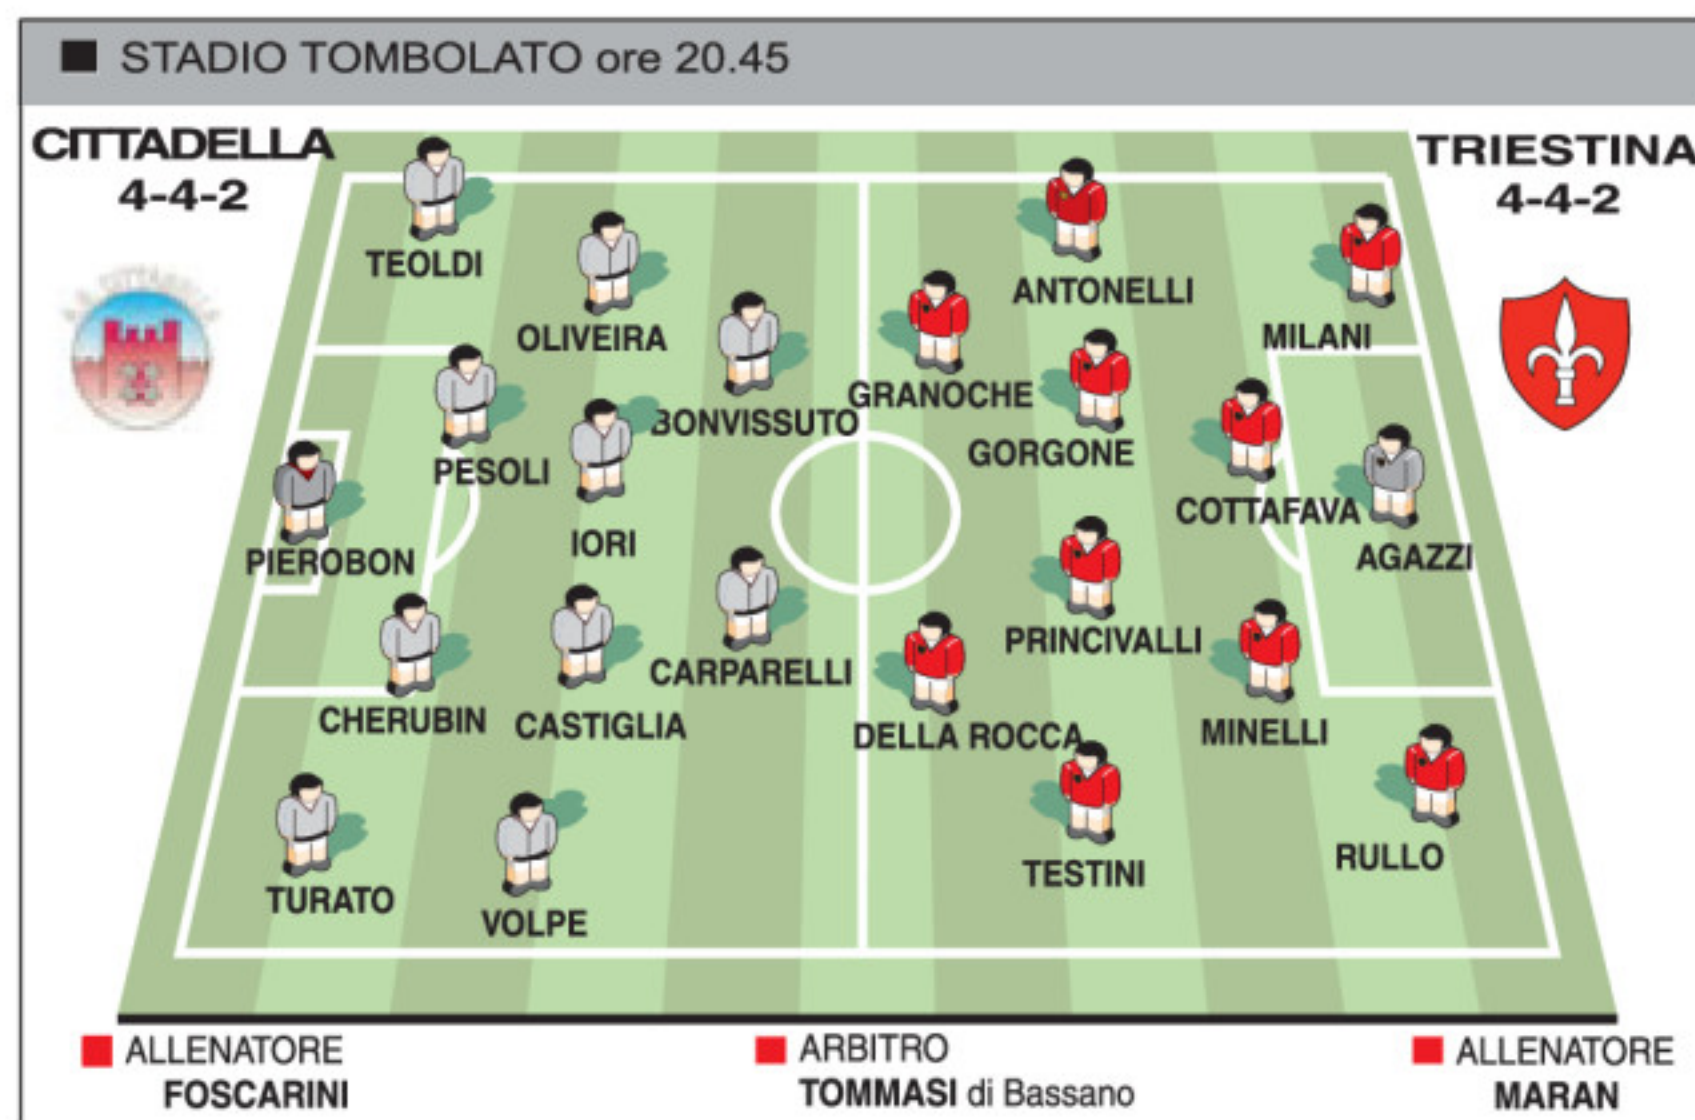 STADIO TOMBOLATO ore 20.45
CITTADELLA
4-4-2
TRIESTINA
4-4-2
TEOLDI
OLIVEIRA
BONVISSUTO
PESOLI
IORI
PIEROBON
CARPARELLI
CHERUBIN
CASTIGLIA
TURATO
VOLPE
ANTONELLI
MILANI
GRANOCHE
GORGONE
COTTAFAVA
AGAZZI
PRINCIVALLI
DELLA ROCCA
MINELLI
TESTINI
RULLO
ALLENATORE
FOSCARINI
ARBITRO
TOMMASI di Bassano
ALLENATORE
MARAN